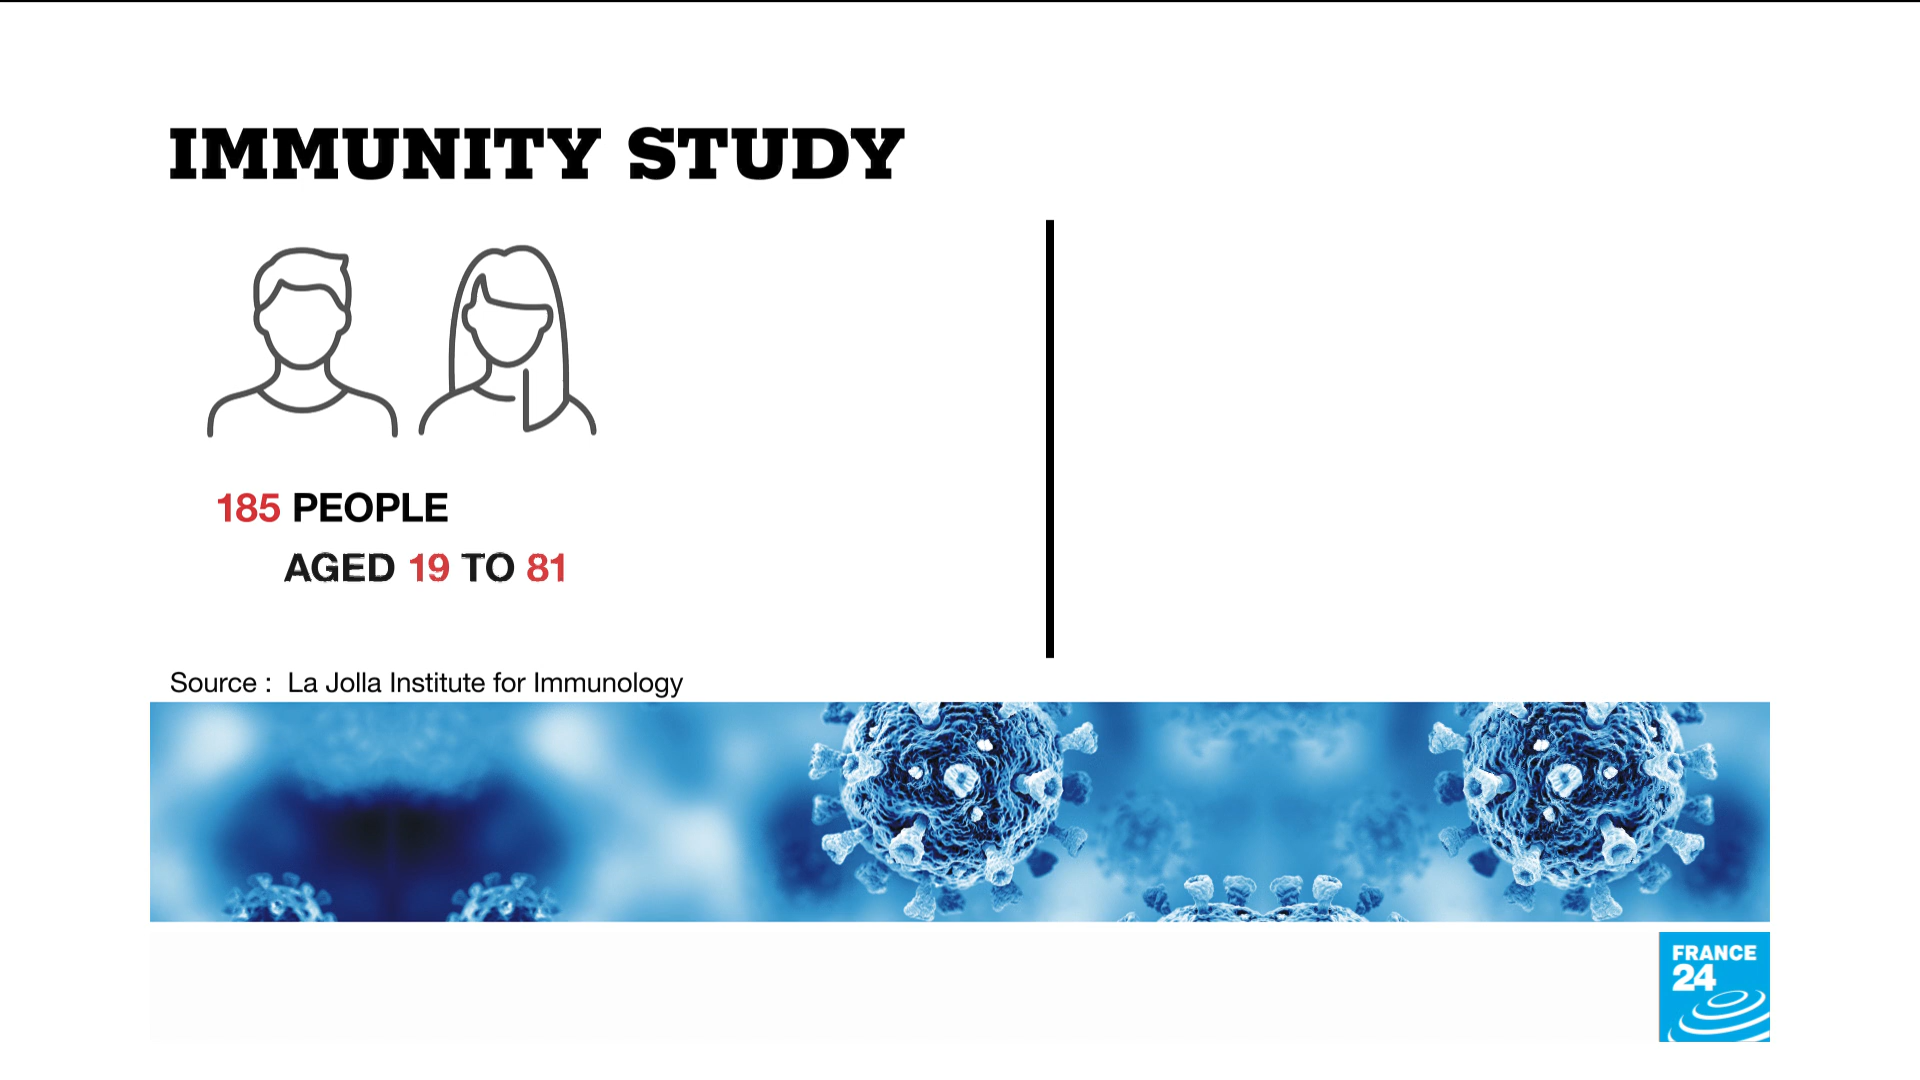 IMMUNITY STUDY
185 PEOPLE
AGED 19 TO 81
Source : La Jolla Institute for Immunology
FRANCE
24